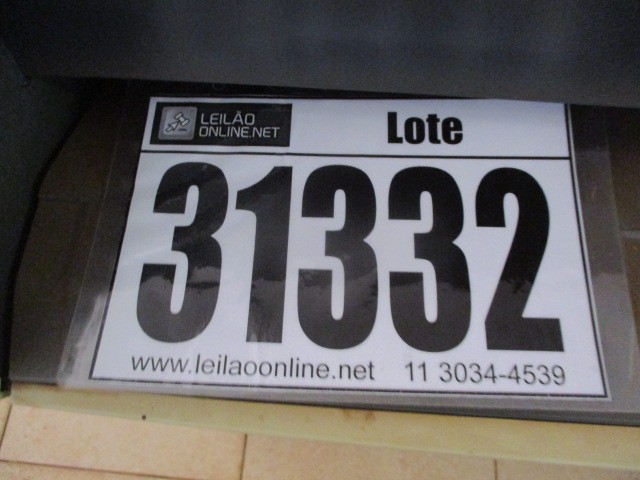 LEILÃO
ONLINE.NET
Lote
31332
www.leilaoonline.net 11 3034-4539